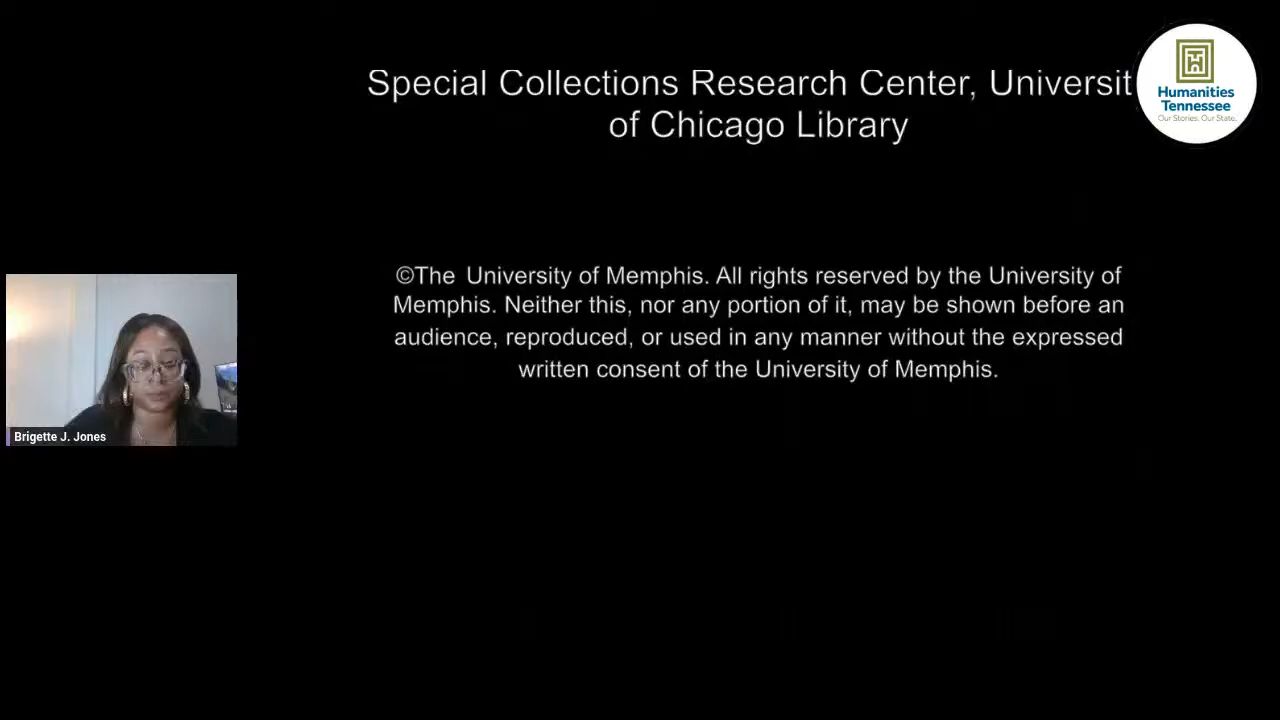 Special Collections Research Center, Universit
of Chicago Library
Humanities
Tennessee
Our Stories. Our State.
©The University of Memphis. All rights reserved by the University of
Memphis. Neither this, nor any portion of it, may be shown before an
audience, reproduced, or used in any manner without the expressed
written consent of the University of Memphis.
Brigette J. Jones